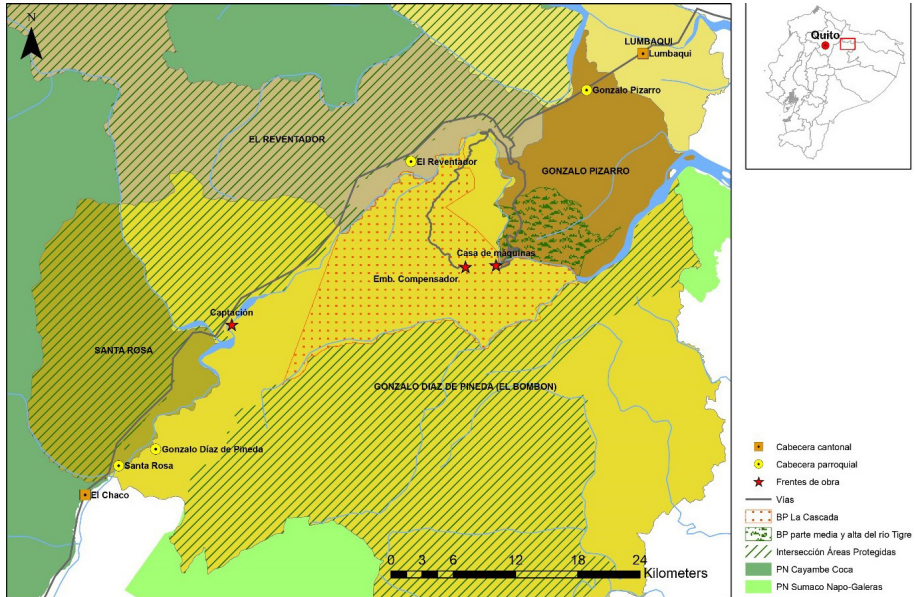 N
LUMBAQUI
Lumbaqui
Gonzalo Pizarro
EL REVENTADOR
El Reventador
GONZALO PIZARRO
Casa de máquinas
Emb. Compensador
Captación
SANTA ROSA
GONZALO DIAZ DE PINEDA (EL BOMBON)
Gonzalo Díaz de Pineda
Santa Rosa
El Chaco
0 3 6 12 18 24
Kilometers
Quito
Cabecera cantonal
Cabecera parroquial
Frentes de obra
Vías
BP La Cascada
BP parte media y alta del río Tigre
Intersección Áreas Protegidas
PN Cayambe Coca
PN Sumaco Napo-Galeras